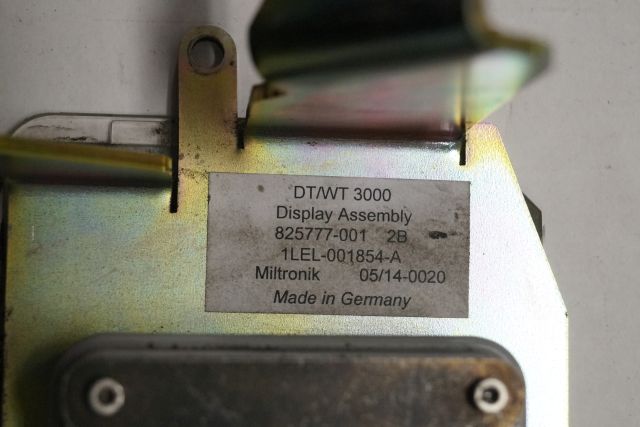 DT/WT 3000
Display Assembly
825777-001 2B
1LEL-001854-A
Miltronik 05/14-0020
Made in Germany